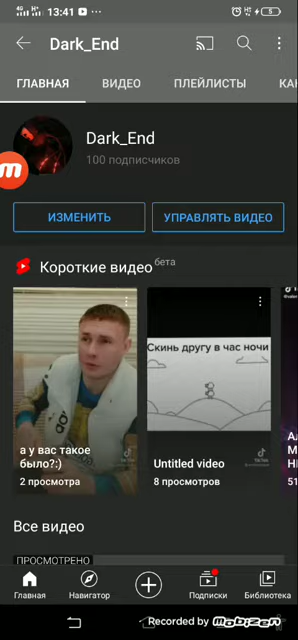 13:41
5
Dark_End
ГЛАВНАЯ ВИДЕО ПЛЕЙЛИСТЫ
Dark_End
100 подписчиков
ИЗМЕНИТЬ УПРАВЛЯТЬ ВИДЕО
Короткие видео бета
Скинь другу в час ночи
а у вас такое
было?:)
2 просмотра
Untitled video
8 просмотров
51
Все видео
ПРОСМОТРЕНО
Главная Навигатор Подписки Библиотека
Recorded by Mobizen